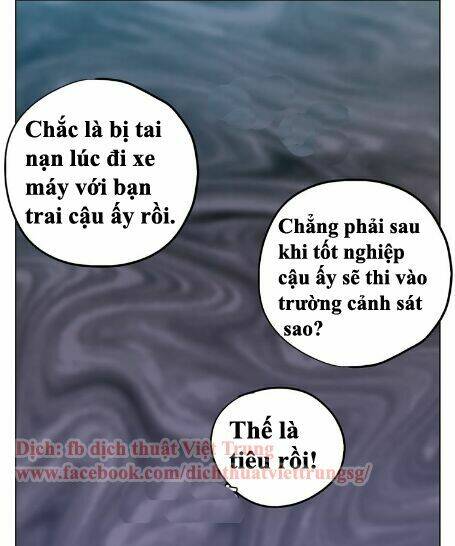 Chắc là bị tai
nạn lúc đi xe
máy với bạn
trai cậu ấy rồi.
Chẳng phải sau
khi tốt nghiệp
cậu ấy sẽ thi vào
trường cảnh sát
sao?
Thế là
tiêu rồi!
Dịch: fb dịch thuật Việt Trung
www.facebook.com/dichthuatviettrungsg/